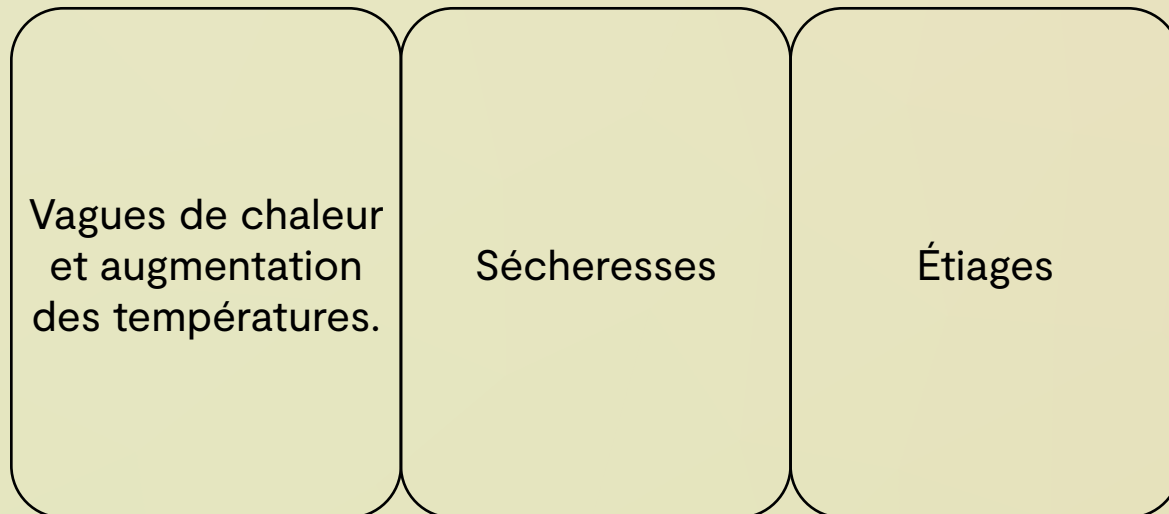 Vagues de chaleur
et augmentation
des températures.
Sécheresses
Étiages